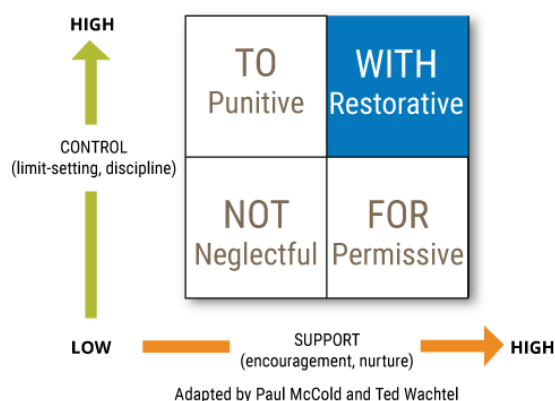 HIGH
TO
Punitive
WITH
Restorative
CONTROL
(limit-setting, discipline)
NOT
Neglectful
FOR
Permissive
LOW
SUPPORT
(encouragement, nurture)
HIGH
Adapted by Paul McCold and Ted Wachtel